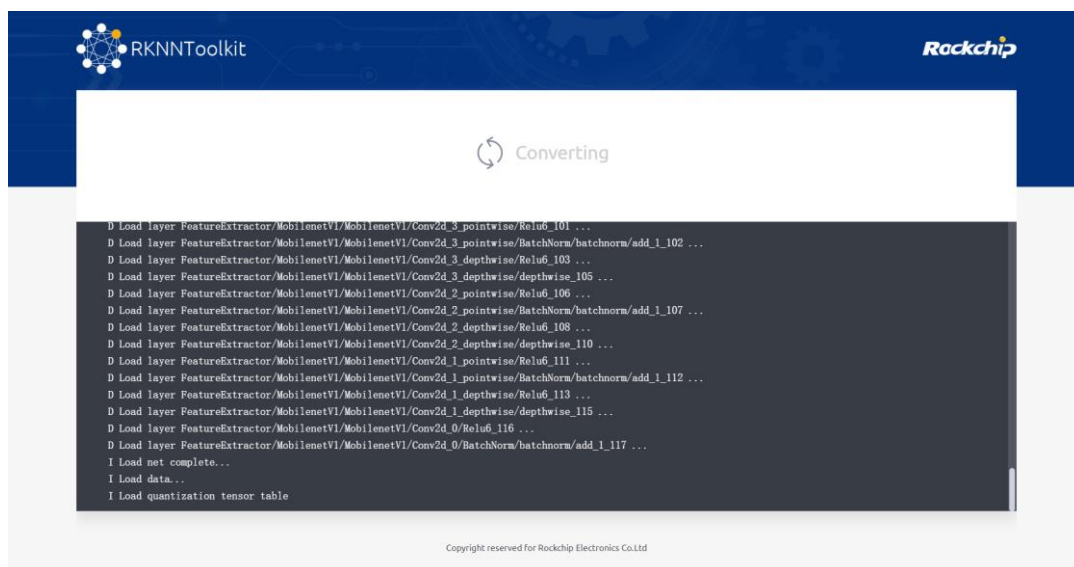 RKNNToolkit
Rockchip
Converting
D Load layer FeatureExtractor/MobilenetV1/MobilenetV1/Conv2d_3_pointwise/Relu6_101 ...
D Load layer FeatureExtractor/MobilenetV1/MobilenetV1/Conv2d_3_pointwise/BatchNorm/batchnorm/add_1_102 ...
D Load layer FeatureExtractor/MobilenetV1/MobilenetV1/Conv2d_3_depthwise/Relu6_103 ...
D Load layer FeatureExtractor/MobilenetV1/MobilenetV1/Conv2d_3_depthwise/depthwise_105 ...
D Load layer FeatureExtractor/MobilenetV1/MobilenetV1/Conv2d_2_pointwise/Relu6_106 ...
D Load layer FeatureExtractor/MobilenetV1/MobilenetV1/Conv2d_2_pointwise/BatchNorm/batchnorm/add_1_107 ...
D Load layer FeatureExtractor/MobilenetV1/MobilenetV1/Conv2d_2_depthwise/Relu6_108 ...
D Load layer FeatureExtractor/MobilenetV1/MobilenetV1/Conv2d_2_depthwise/depthwise_110 ...
D Load layer FeatureExtractor/MobilenetV1/MobilenetV1/Conv2d_1_pointwise/Relu6_111 ...
D Load layer FeatureExtractor/MobilenetV1/MobilenetV1/Conv2d_1_pointwise/BatchNorm/batchnorm/add_1_112 ...
D Load layer FeatureExtractor/MobilenetV1/MobilenetV1/Conv2d_1_depthwise/Relu6_113 ...
D Load layer FeatureExtractor/MobilenetV1/MobilenetV1/Conv2d_1_depthwise/depthwise_115 ...
D Load layer FeatureExtractor/MobilenetV1/MobilenetV1/Conv2d_0/Relu6_116 ...
D Load layer FeatureExtractor/MobilenetV1/MobilenetV1/Conv2d_0/BatchNorm/batchnorm/add_1_117 ...
I Load net complete...
I Load data...
I Load quantization tensor table
Copyright reserved for Rockchip Electronics Co.Ltd